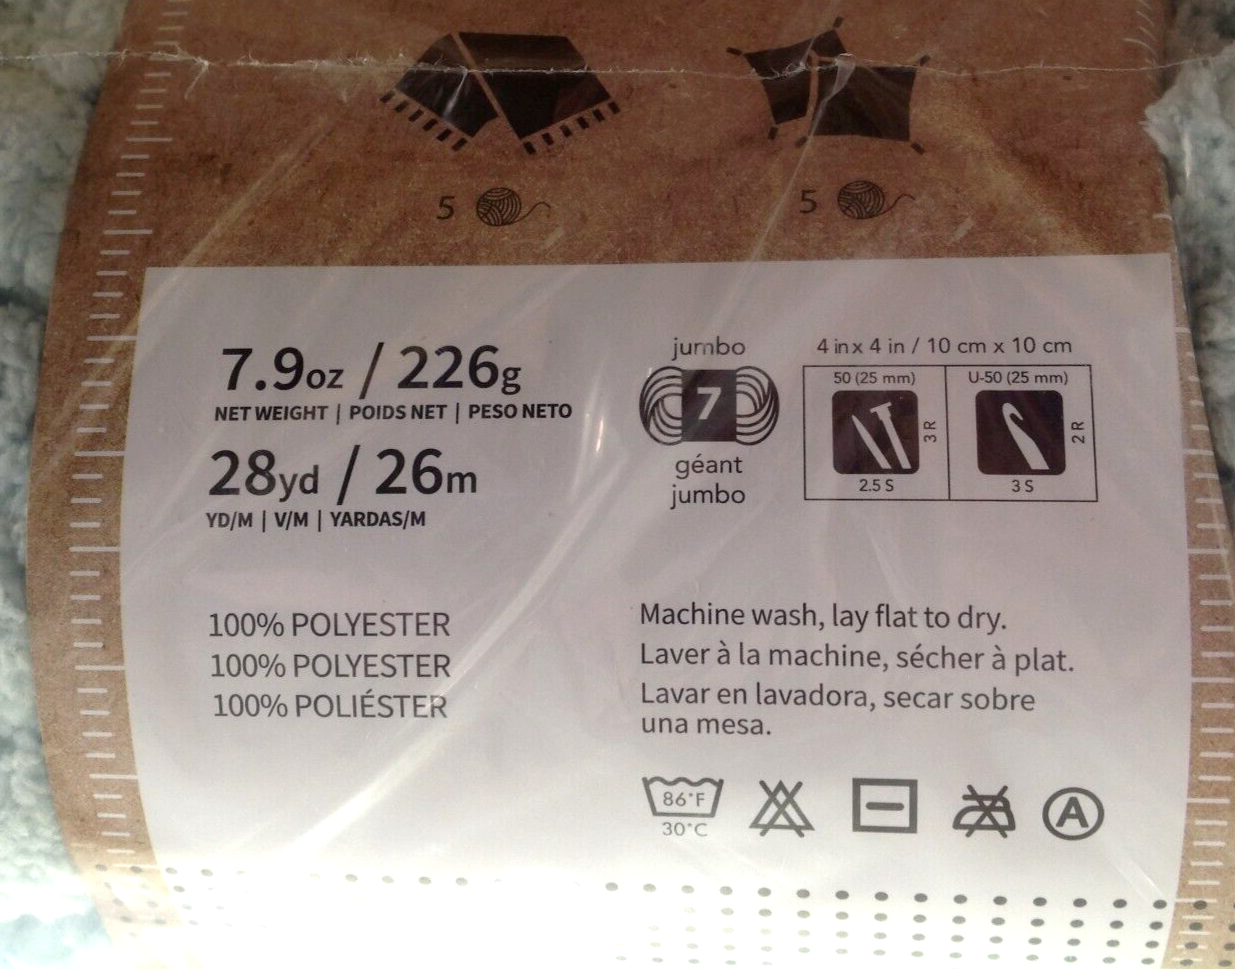 5
5
7.9oz / 226g
NET WEIGHT | POIDS NET | PESO NETO
28yd / 26m
YD/M | V/M | YARDAS/M
jumbo
7
géant
jumbo
4 in x 4 in / 10 cm x 10 cm
50 (25 mm)
3 R
2.5 S
U-50 (25 mm)
2 R
3 S
100% POLYESTER
100% POLYESTER
100% POLIÉSTER
Machine wash, lay flat to dry.
Laver à la machine, sécher à plat.
Lavar en lavadora, secar sobre
una mesa.
86°F
30°C
A